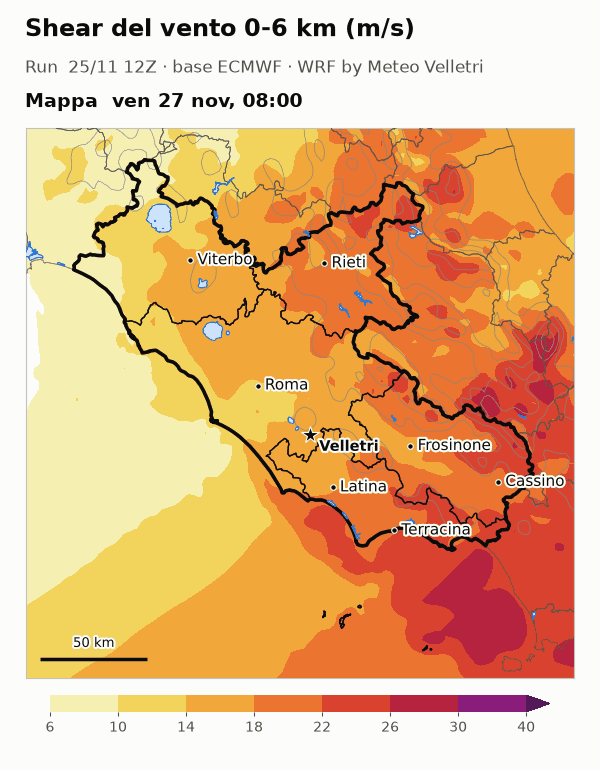 Shear del vento 0-6 km (m/s)
Run  25/11 12Z · base ECMWF · WRF by Meteo Velletri
Mappa  ven 27 nov, 08:00
Viterbo
Rieti
Roma
Velletri
Frosinone
Latina
Cassino
Terracina
50 km
6 10 14 18 22 26 30 40